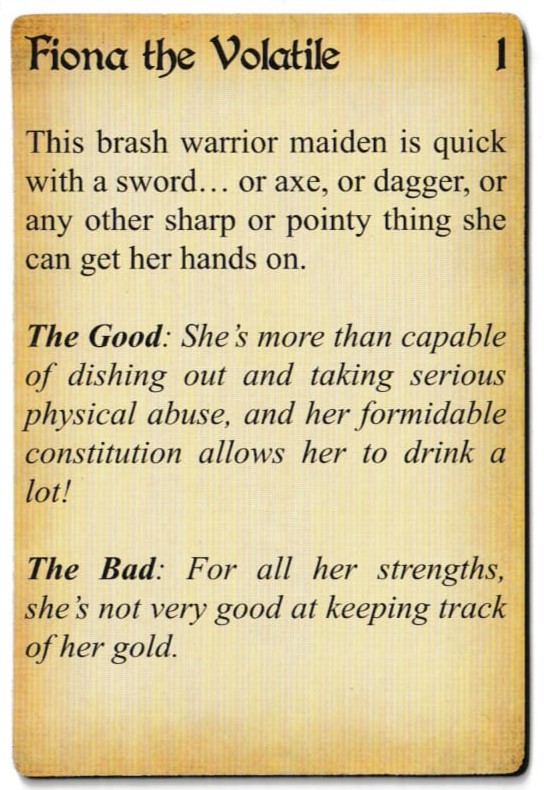 Fiona the Volatile 1
This brash warrior maiden is quick
with a sword… or axe, or dagger, or
any other sharp or pointy thing she
can get her hands on.
The Good: She's more than capable
of dishing out and taking serious
physical abuse, and her formidable
constitution allows her to drink a
lot!
The Bad: For all her strengths,
she's not very good at keeping track
of her gold.